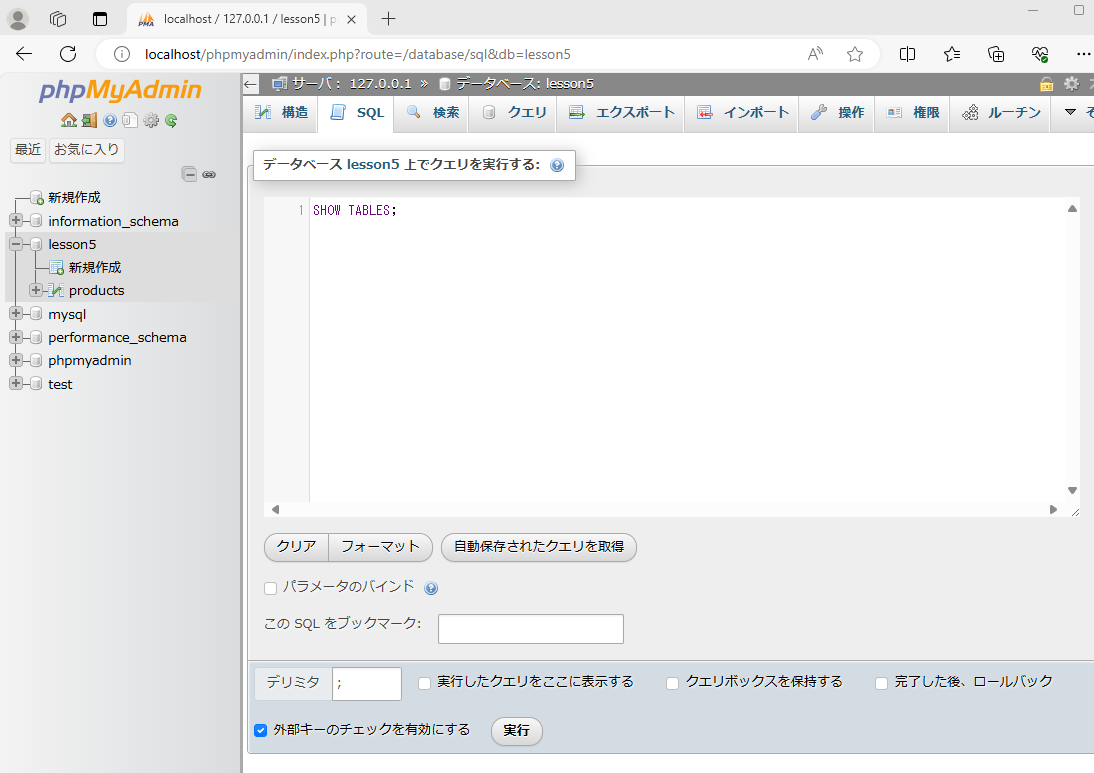 localhost / 127.0.0.1 / lesson5 | p
localhost/phpmyadmin/index.php?route=/database/sql&db=lesson5
phpMyAdmin
最近 お気に入り
新規作成
information_schema
lesson5
新規作成
products
mysql
performance_schema
phpmyadmin
test
サーバ: 127.0.0.1 » データベース: lesson5
構造 SQL 検索 クエリ エクスポート インポート 操作 権限 ルーチン そ
データベース lesson5 上でクエリを実行する:
1 SHOW TABLES;
クリア フォーマット 自動保存されたクエリを取得
パラメータのバインド
この SQL をブックマーク:
デリミタ ; 実行したクエリをここに表示する クエリボックスを保持する 完了した後、ロールバック
外部キーのチェックを有効にする 実行